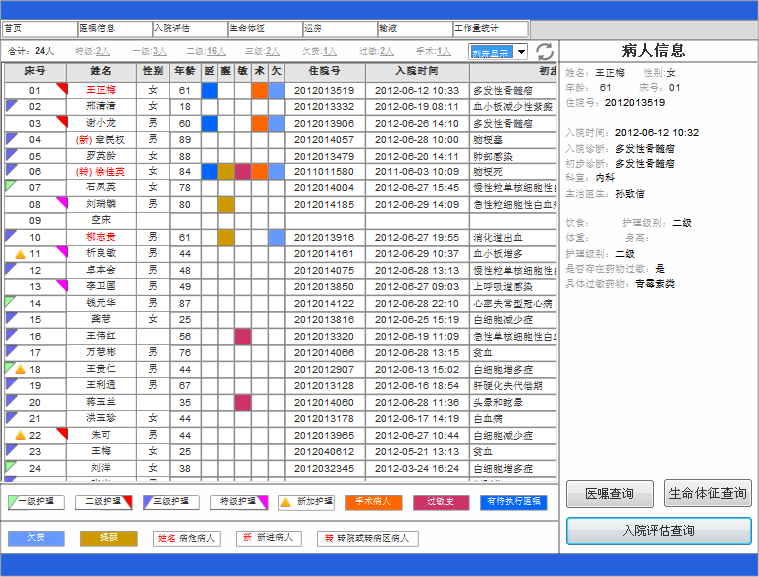 首页 医嘱信息 入院评估 生命体征 巡房 输液 工作量统计
合计: 24人 特级:2人 一级:3人 二级:16人 三级:2人 欠费:1人 过敏:2人 手术:1人 列表显示
床号 姓名 性别 年龄 医 醒 敏 术 欠 住院号 入院时间 初步
01 王正梅 女 61 2012013519 2012-06-12 10:33 多发性骨髓瘤
02 邢清清 女 18 2012013332 2012-06-19 08:11 血小板减少性紫癜
03 谢小龙 男 60 2012013906 2012-06-26 14:10 多发性骨髓瘤
04 (新) 章民权 男 89 2012014057 2012-06-28 10:00 脑梗塞
05 罗英龄 女 88 2012013479 2012-06-20 14:11 肺部感染
06 (转) 徐佳英 女 84 2011011580 2011-06-03 10:09 脑梗死
07 石凤英 女 78 2012014004 2012-06-27 15:45 慢性粒单核细胞性白
08 刘瑞麟 男 80 2012014185 2012-06-29 14:09 急性粒细胞性白血病
09 空床
10 柳志贵 男 61 2012013916 2012-06-27 19:55 消化道出血
11 析良敏 男 44 2012014161 2012-06-29 10:37 血小板增多
12 卓本会 男 48 2012014075 2012-06-28 13:13 慢性粒单核细胞性白
13 李卫国 男 49 2012013850 2012-06-27 09:03 上呼吸道感染
14 钱元华 男 87 2012014122 2012-06-28 22:10 心率失常型冠心病
15 龚慧 女 25 2012013816 2012-06-25 15:19 白细胞减少症
16 王伟红 56 2012013320 2012-06-19 11:09 急性粒单核细胞性白
17 万慧彬 男 76 2012014066 2012-06-28 13:15 贫血
18 王贵仁 男 44 2012012907 2012-06-13 15:02 白细胞增多症
19 王利通 男 67 2012013128 2012-06-16 18:54 肝硬化失代偿期
20 蒋玉兰 35 2012014060 2012-06-28 11:36 头晕和眩晕
21 洪玉珍 女 44 2012013178 2012-06-17 14:19 白血病
22 朱可 男 44 2012013965 2012-06-27 10:44 白细胞减少症
23 王梅 女 25 2012040612 2012-05-21 13:13 贫血
24 刘洋 女 38 2012032345 2012-03-24 16:24 白细胞增多症
一级护理 二级护理 三级护理 特级护理 新加护理 手术病人 过敏史 有待执行医嘱
欠费 提醒 姓名 病危病人 新 新进病人 转 转院或转病区病人
病人信息
姓名: 王正梅 性别:女
年龄: 61 床号: 01
住院号: 2012013519
入院时间: 2012-06-12 10:32
入院诊断: 多发性骨髓瘤
初步诊断: 多发性骨髓瘤
科室: 内科
主治医生: 孙致信
饮食: 护理级别: 二级
体重: 身高:
护理级别: 二级
是否存在药物过敏: 是
具体过敏药物: 青霉素类
医嘱查询 生命体征查询
入院评估查询